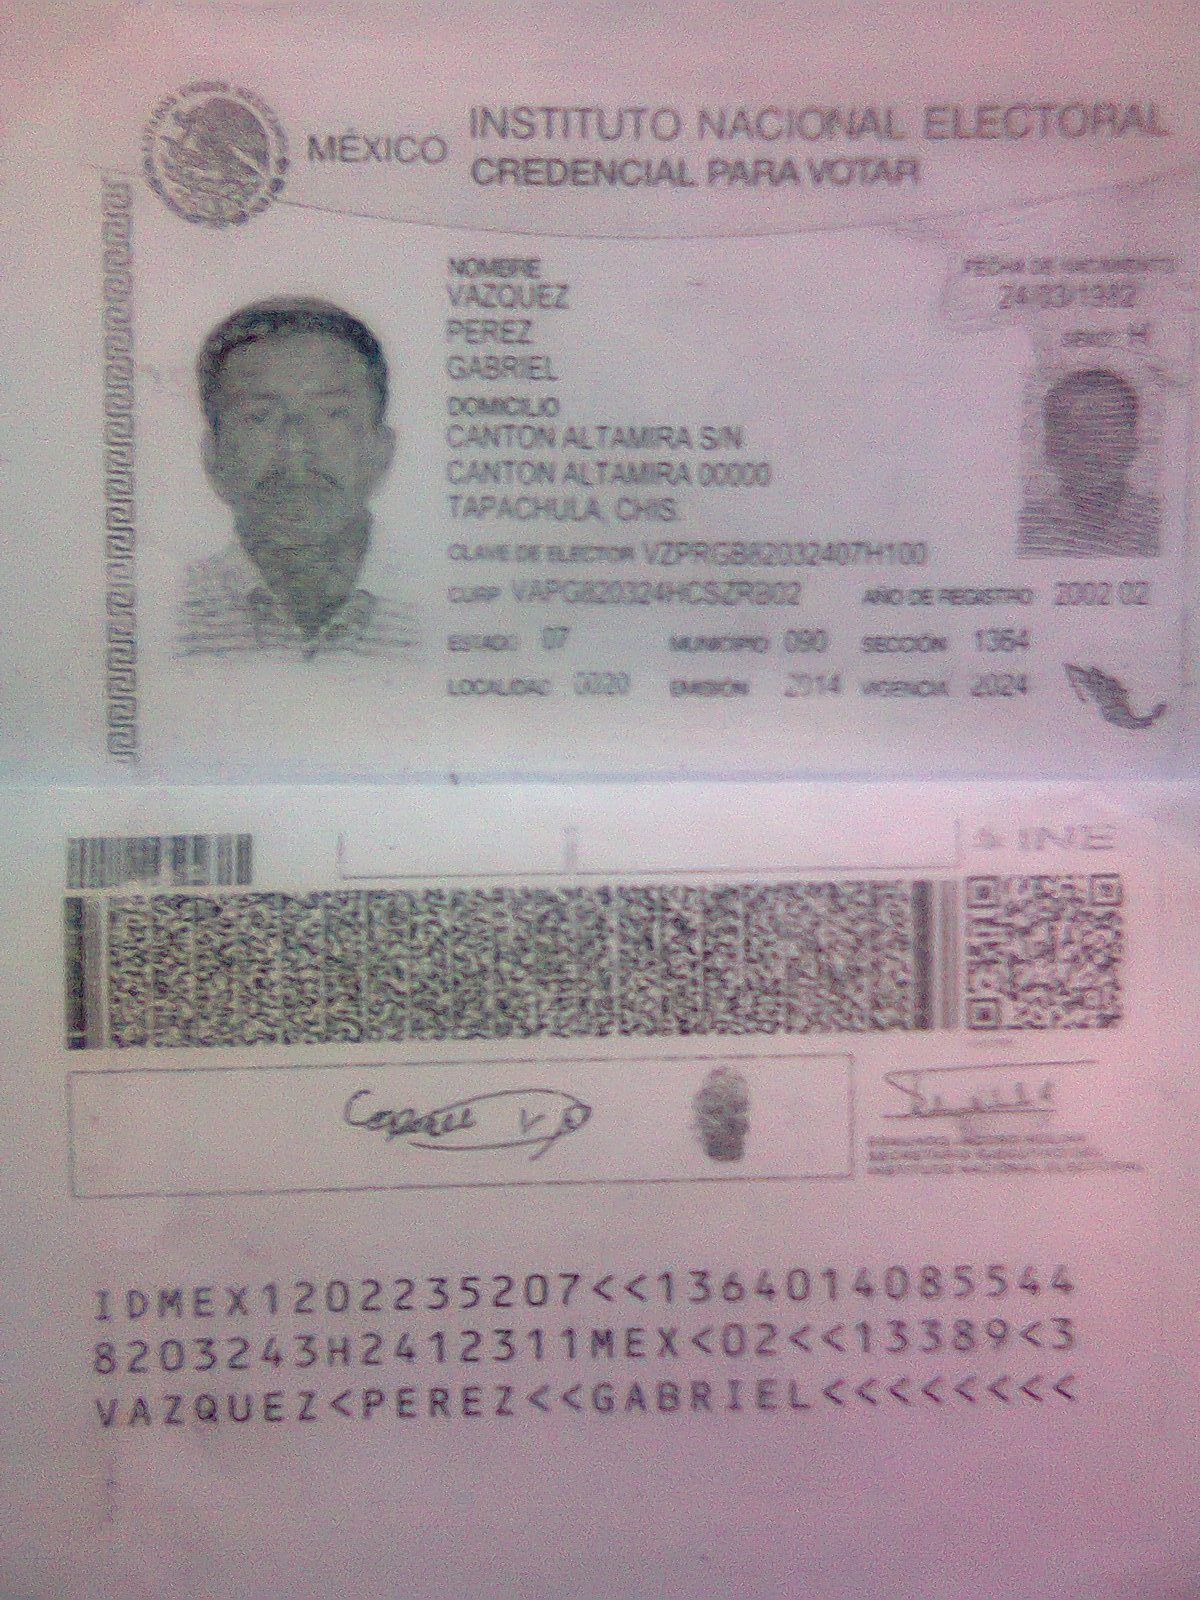 MÉXICO
INSTITUTO NACIONAL ELECTORAL
CREDENCIAL PARA VOTAR
NOMBRE
VAZQUEZ
PEREZ
GABRIEL
FECHA DE NACIMIENTO
24/03/1982
SEXO H
DOMICILIO
CANTON ALTAMIRA S/N
CANTON ALTAMIRA 00000
TAPACHULA, CHIS.
CLAVE DE ELECTOR VZPRGB82032407H100
CURP VAPG820324HCSZRB02 AÑO DE REGISTRO 2002 02
ESTADO 07 MUNICIPIO 090 SECCIÓN 1364
LOCALIDAD 0020 EMISIÓN 2014 VIGENCIA 2024
INE
SECRETARIO EJECUTIVO DEL
INSTITUTO NACIONAL ELECTORAL
IDMEX1202235207<<1364014085544
8203243H2412311MEX<02<<13389<3
VAZQUEZ<PEREZ<<GABRIEL<<<<<<<<